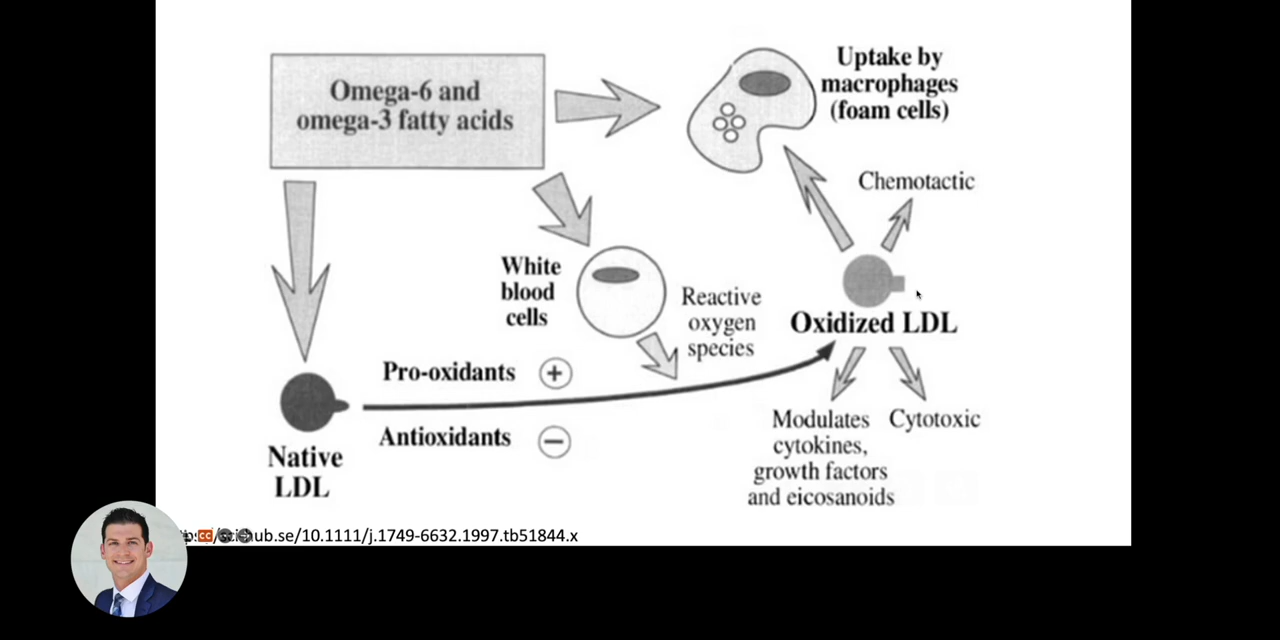 Omega-6 and
omega-3 fatty acids
Uptake by
macrophages
(foam cells)
Chemotactic
White
blood
cells
Reactive
oxygen
species
Oxidized LDL
Pro-oxidants +
Antioxidants −
Native
LDL
Modulates
cytokines,
growth factors
and eicosanoids
Cytotoxic
hub.se/10.1111/j.1749-6632.1997.tb51844.x
CC